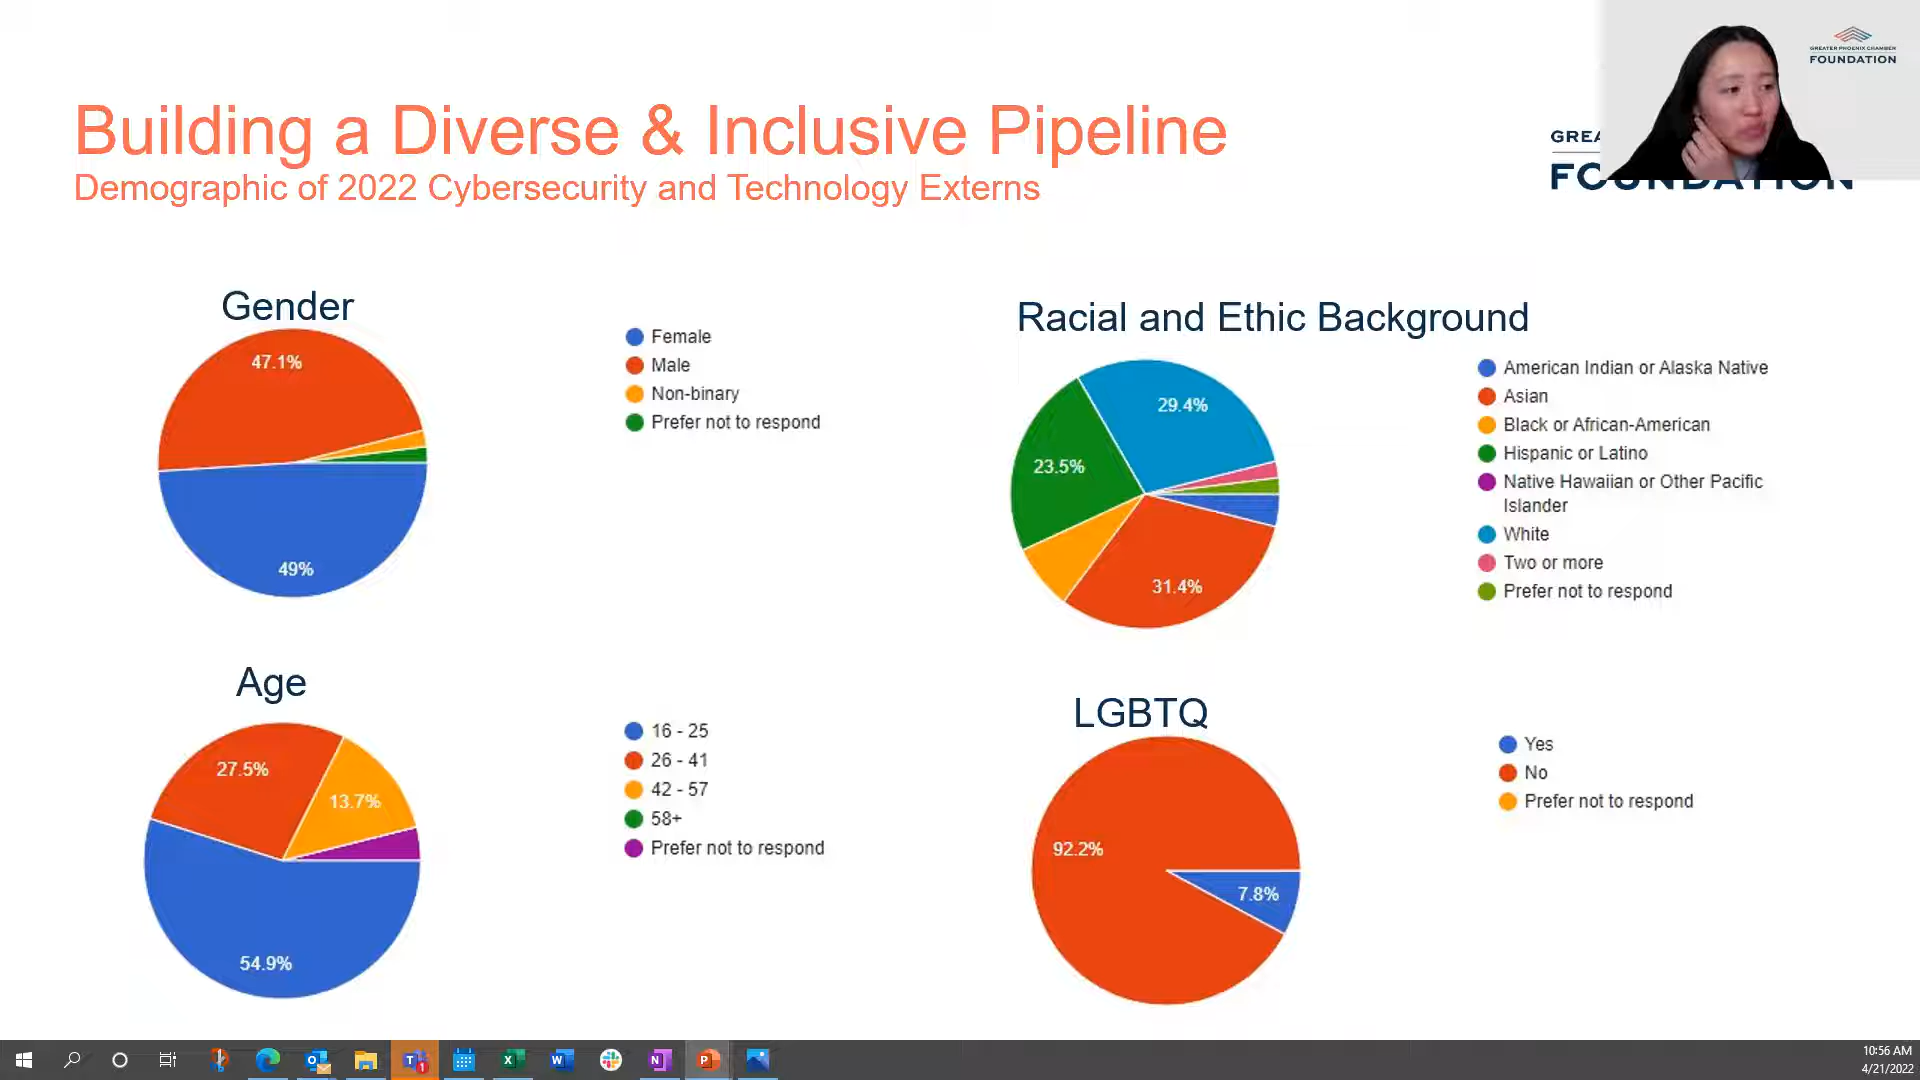 GREATER PHOENIX CHAMBER
FOUNDATION
Building a Diverse & Inclusive Pipeline
Demographic of 2022 Cybersecurity and Technology Externs
Gender
47.1%
49%
Female
Male
Non-binary
Prefer not to respond
Racial and Ethic Background
29.4%
23.5%
31.4%
American Indian or Alaska Native
Asian
Black or African-American
Hispanic or Latino
Native Hawaiian or Other Pacific
Islander
White
Two or more
Prefer not to respond
Age
27.5%
13.7%
54.9%
16 - 25
26 - 41
42 - 57
58+
Prefer not to respond
LGBTQ
92.2%
7.8%
Yes
No
Prefer not to respond
10:56 AM
4/21/2022